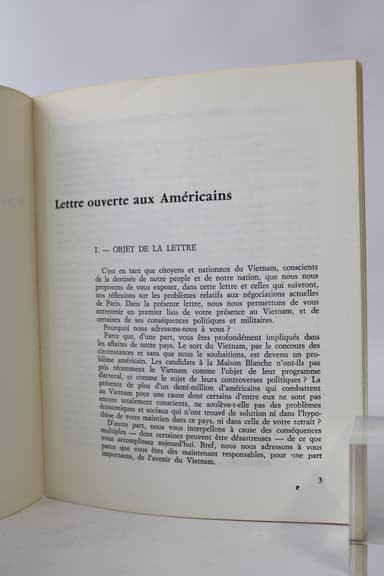 Lettre ouverte aux Américains
I. — OBJET DE LA LETTRE
C'est en tant que citoyens et nationaux du Vietnam, conscients
de la destinée de notre peuple et de notre nation, que nous nous
proposons de vous exposer, dans cette lettre et celles qui suivront,
nos réflexions sur les problèmes relatifs aux négociations actuelles
de Paris. Dans la présente lettre, nous nous permettons de vous
entretenir en premier lieu de votre présence au Vietnam, et de
certaines de ses conséquences politiques et militaires.
Pourquoi nous adressons-nous à vous ?
Parce que, d'une part, vous êtes profondément impliqués dans
les affaires de notre pays. Le sort du Vietnam, par le concours des
circonstances et sans que nous le souhaitions, est devenu un pro-
blème américain. Les candidats à la Maison Blanche n'ont-ils pas
pris récemment le Vietnam comme l'objet de leur programme
électoral, et comme le sujet de leurs controverses politiques ? La
présence de plus d'un demi-million d'américains qui combattent
au Vietnam pour une cause dont certains d'entre eux ne sont pas
encore totalement conscients, ne soulève-t-elle pas des problèmes
économiques et sociaux qui n'ont trouvé de solution ni dans l'hypo-
thèse de votre maintien dans ce pays, ni dans celle de votre retrait ?
D'autre part, nous vous interpellons à cause des conséquences
multiples — dont certaines peuvent être désastreuses — de ce que
vous accomplissez aujourd'hui. Bref, nous nous adressons à vous
parce que vous êtes dès maintenant responsables, pour une part
importante, de l'avenir du Vietnam.
3